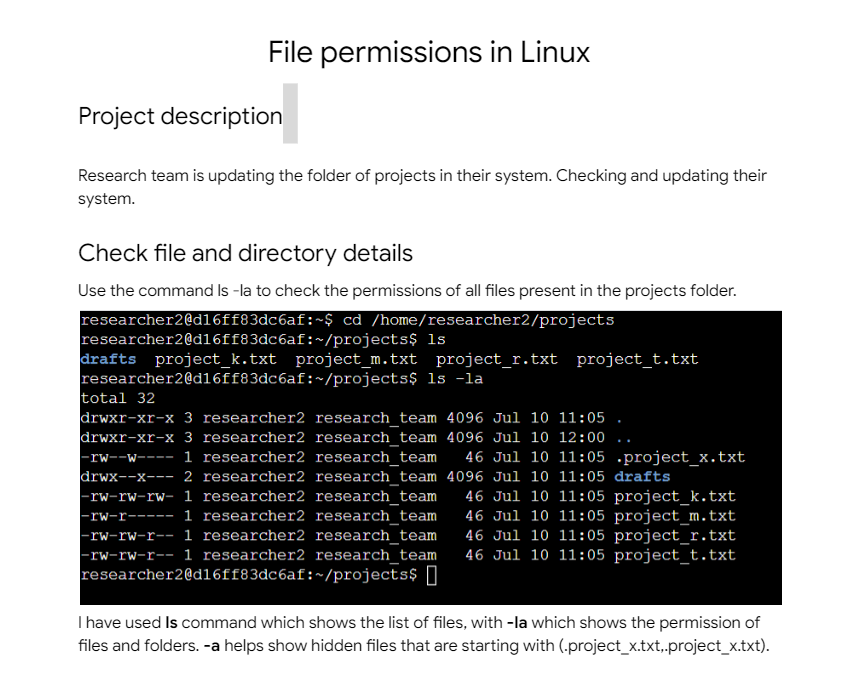 File permissions in Linux
Project description
Research team is updating the folder of projects in their system. Checking and updating their
system.
Check file and directory details
Use the command ls -la to check the permissions of all files present in the projects folder.
researcher2@d16ff83dc6af:~$ cd /home/researcher2/projects
researcher2@d16ff83dc6af:~/projects$ ls
drafts  project_k.txt  project_m.txt  project_r.txt  project_t.txt
researcher2@d16ff83dc6af:~/projects$ ls -la
total 32
drwxr-xr-x 3 researcher2 research_team 4096 Jul 10 11:05 .
drwxr-xr-x 3 researcher2 research_team 4096 Jul 10 12:00 ..
-rw--w---- 1 researcher2 research_team   46 Jul 10 11:05 .project_x.txt
drwx--x--- 2 researcher2 research_team 4096 Jul 10 11:05 drafts
-rw-rw-rw- 1 researcher2 research_team   46 Jul 10 11:05 project_k.txt
-rw-r----- 1 researcher2 research_team   46 Jul 10 11:05 project_m.txt
-rw-rw-r-- 1 researcher2 research_team   46 Jul 10 11:05 project_r.txt
-rw-rw-r-- 1 researcher2 research_team   46 Jul 10 11:05 project_t.txt
researcher2@d16ff83dc6af:~/projects$
I have used ls command which shows the list of files, with -la which shows the permission of
files and folders. -a helps show hidden files that are starting with (.project_x.txt,.project_x.txt).